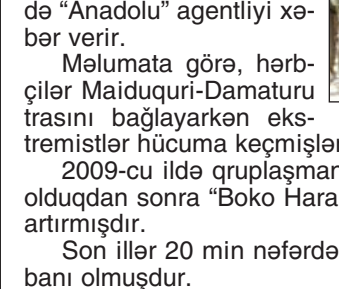 də “Anadolu” agentliyi xə-
bər verir.
Məlumata görə, hərb-
çilər Maiduquri-Damaturu
trasını bağlayarkən eks-
tremistlər hücuma keçmişlər
2009-cu ildə qruplaşman
olduqdan sonra “Boko Hara
artırmışdır.
Son illər 20 min nəfərdə
banı olmuşdur.